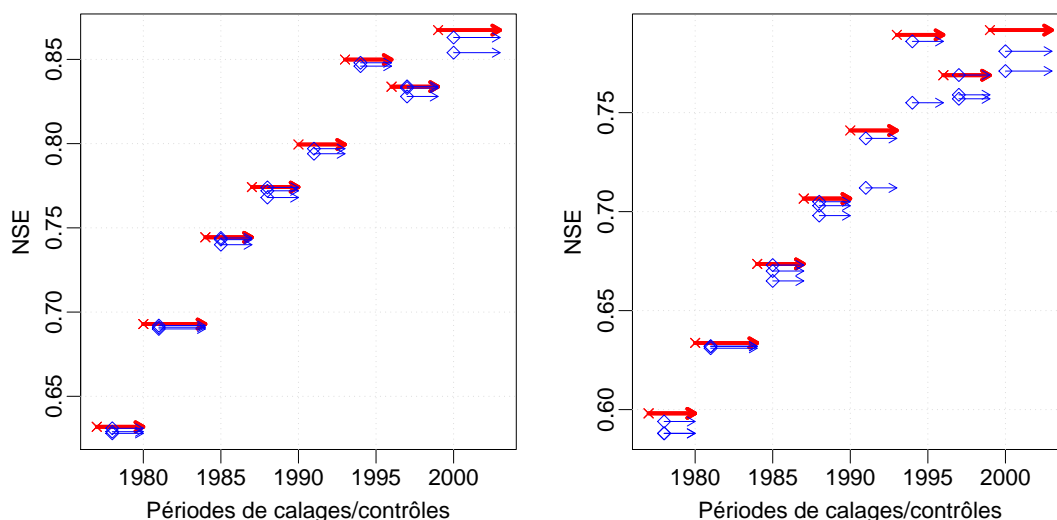 NSE
0.65 0.70 0.75 0.80 0.85
1980 1985 1990 1995 2000
Périodes de calages/contrôles
NSE
0.60 0.65 0.70 0.75
1980 1985 1990 1995 2000
Périodes de calages/contrôles